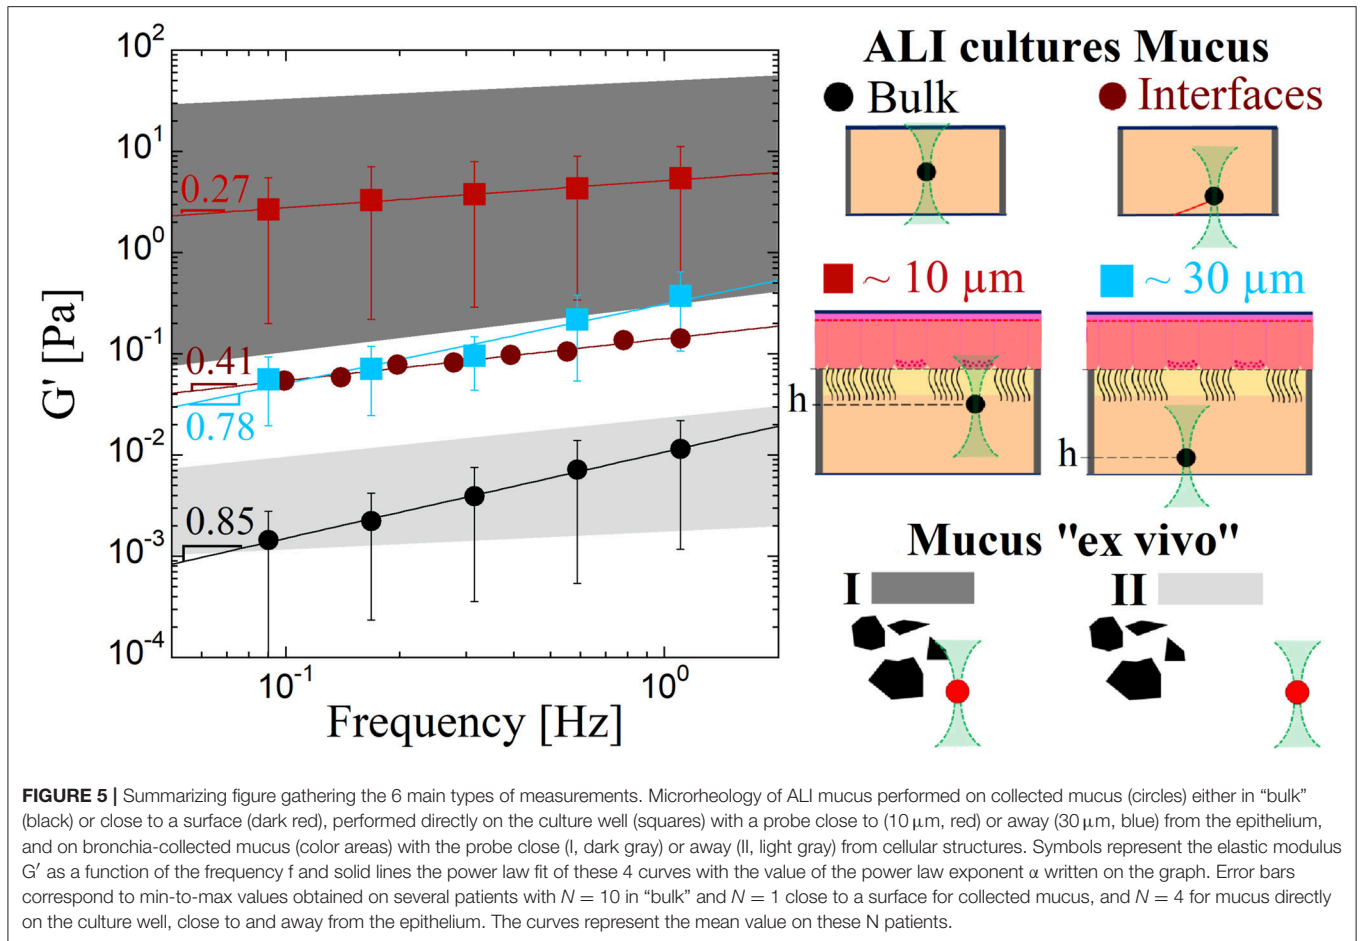 10²
10¹
10⁰
10⁻¹
10⁻²
10⁻³
10⁻⁴
G' [Pa]
0.27
0.41
0.78
0.85
10⁻¹
10⁰
Frequency [Hz]
ALI cultures Mucus
Bulk
Interfaces
~ 10 μm
~ 30 μm
h
h
Mucus "ex vivo"
I
II
FIGURE 5 | Summarizing figure gathering the 6 main types of measurements. Microrheology of ALI mucus performed on collected mucus (circles) either in “bulk”
(black) or close to a surface (dark red), performed directly on the culture well (squares) with a probe close to (10 μm, red) or away (30 μm, blue) from the epithelium,
and on bronchia-collected mucus (color areas) with the probe close (I, dark gray) or away (II, light gray) from cellular structures. Symbols represent the elastic modulus
G′ as a function of the frequency f and solid lines the power law fit of these 4 curves with the value of the power law exponent α written on the graph. Error bars
correspond to min-to-max values obtained on several patients with N = 10 in “bulk” and N = 1 close to a surface for collected mucus, and N = 4 for mucus directly
on the culture well, close to and away from the epithelium. The curves represent the mean value on these N patients.